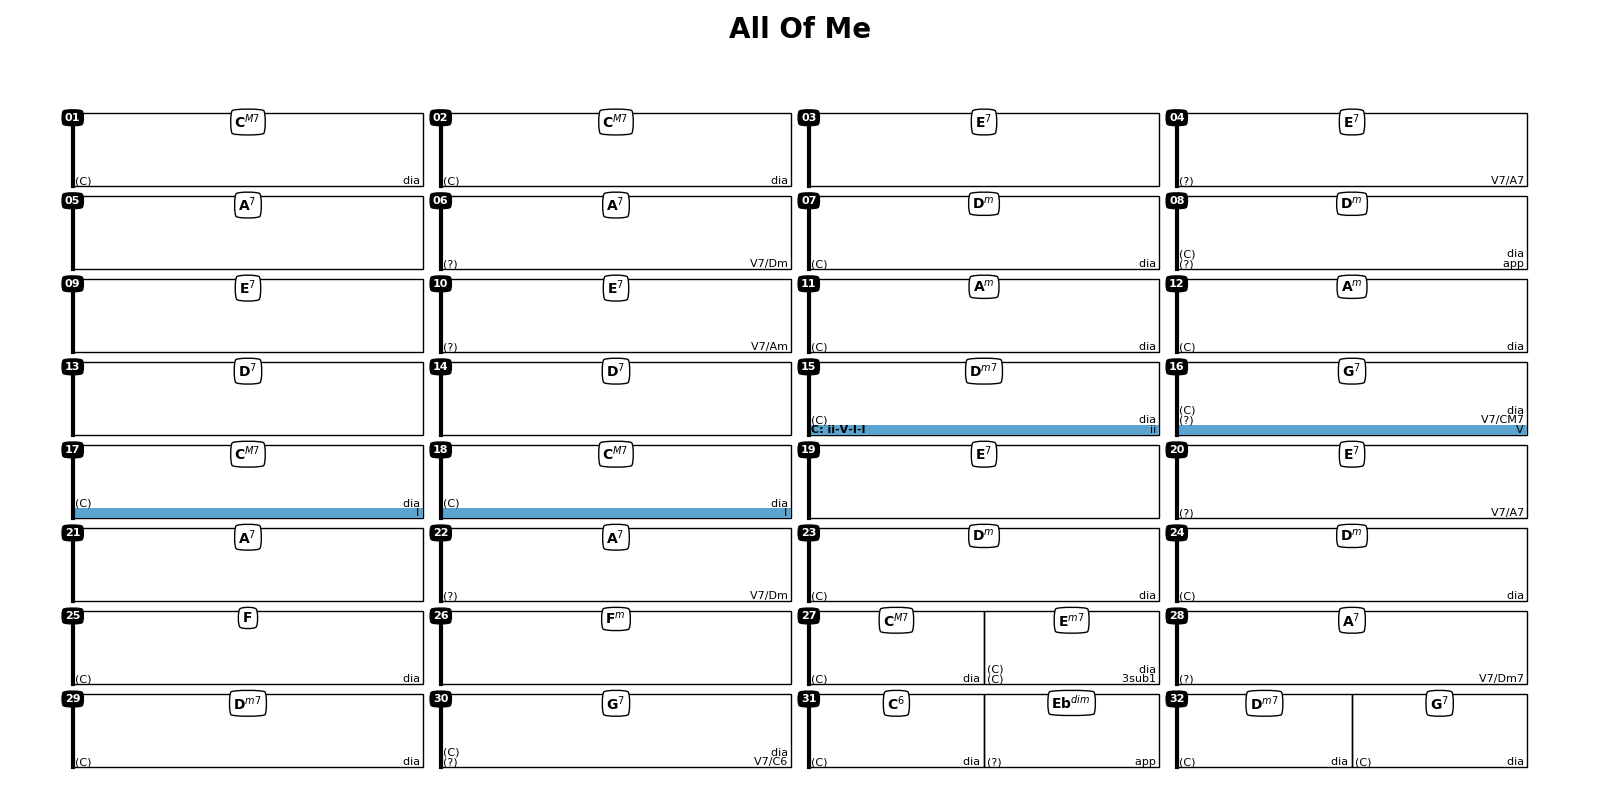 All Of Me
01 C^M7 02 C^M7 03 E^7 04 E^7
(C) dia (C) dia (?) V7/A7
05 A^7 06 A^7 07 D^m 08 D^m
(C) dia
(?) V7/Dm (C) dia (?) app
09 E^7 10 E^7 11 A^m 12 A^m
(?) V7/Am (C) dia (C) dia
13 D^7 14 D^7 15 D^m7 16 G^7
(C) dia
(C) dia (?) V7/CM7
C: ii-V-I-I ii V
17 C^M7 18 C^M7 19 E^7 20 E^7
(C) dia (C) dia
I I (?) V7/A7
21 A^7 22 A^7 23 D^m 24 D^m
(?) V7/Dm (C) dia (C) dia
25 F 26 F^m 27 C^M7 E^m7 28 A^7
(C) dia
(C) dia (C) dia (C) 3sub1 (?) V7/Dm7
29 D^m7 30 G^7 31 C^6 Eb^dim 32 D^m7 G^7
(C) dia
(C) dia (?) V7/C6 (C) dia (?) app (C) dia (C) dia